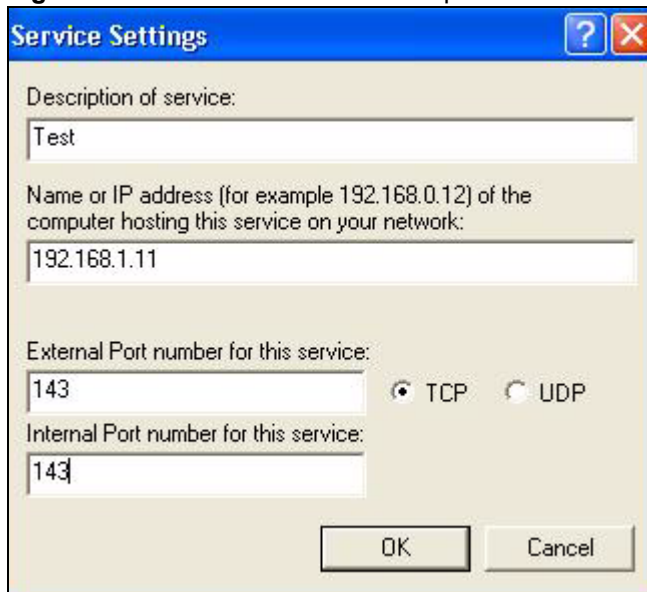 Service Settings
Description of service:
Test
Name or IP address (for example 192.168.0.12) of the
computer hosting this service on your network:
192.168.1.11
External Port number for this service:
143
TCP
UDP
Internal Port number for this service:
143
OK
Cancel